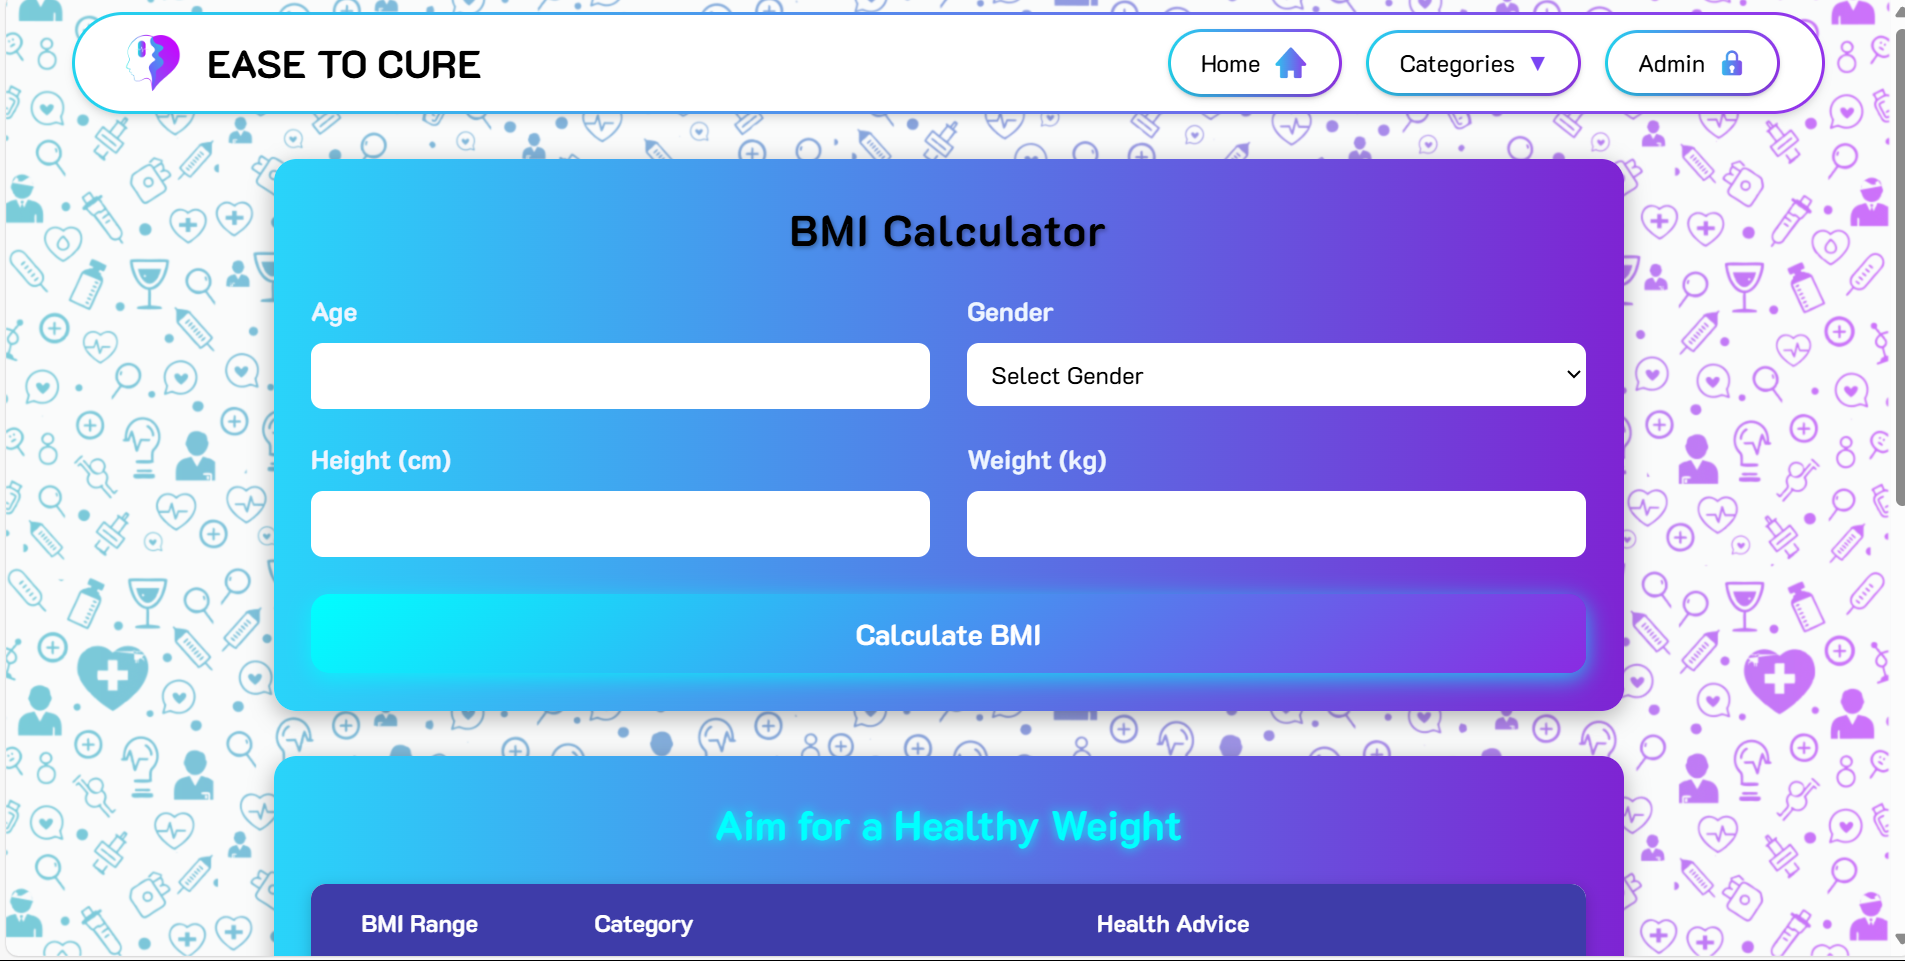 EASE TO CURE
Home
Categories ▼
Admin
BMI Calculator
Age
Gender
Select Gender
Height (cm)
Weight (kg)
Calculate BMI
Aim for a Healthy Weight
BMI Range Category Health Advice